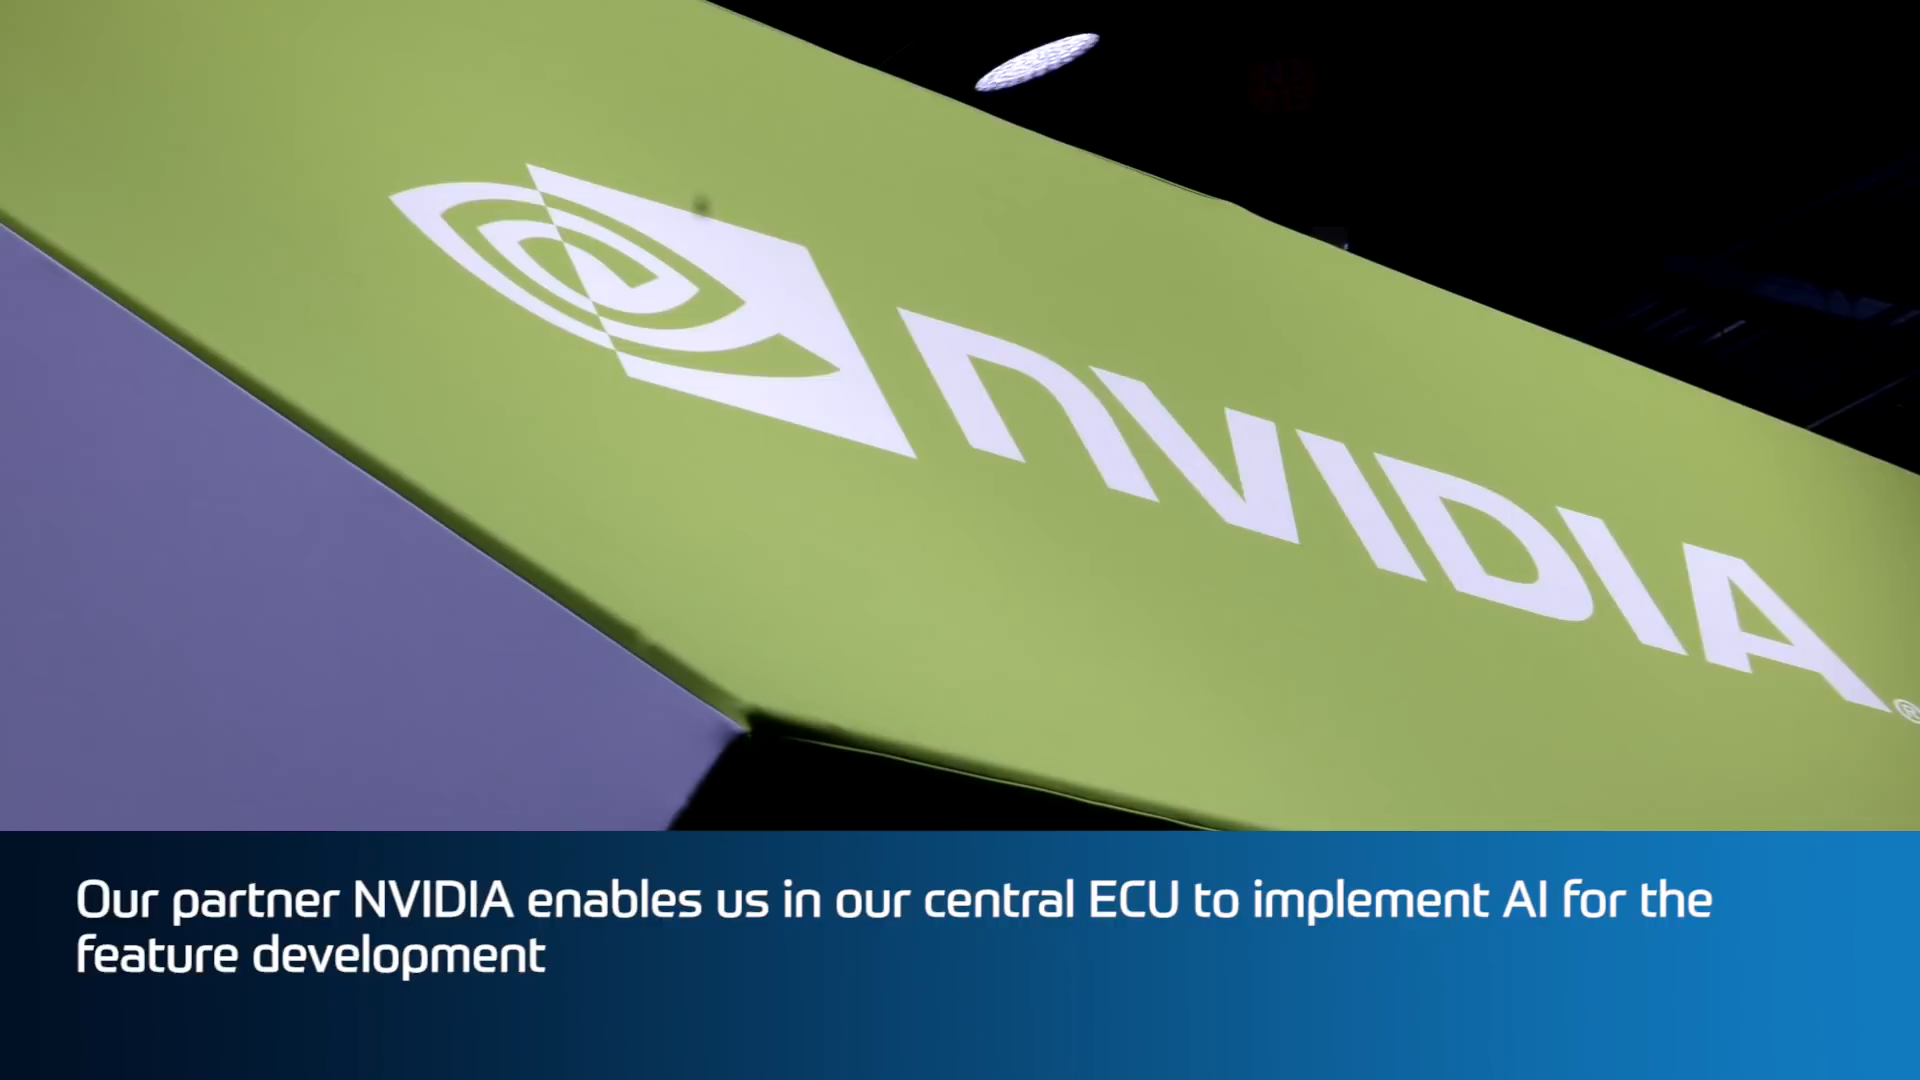 NVIDIA®
Our partner NVIDIA enables us in our central ECU to implement AI for the
feature development